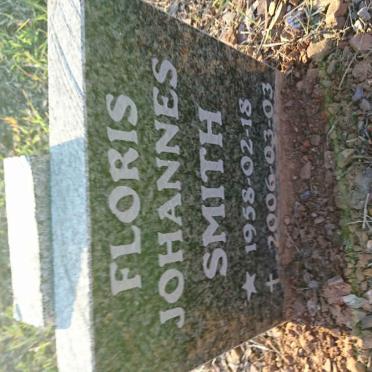 FLORIS
JOHANNES
SMITH
★ 1958-02-18
✝ 2006-03-03